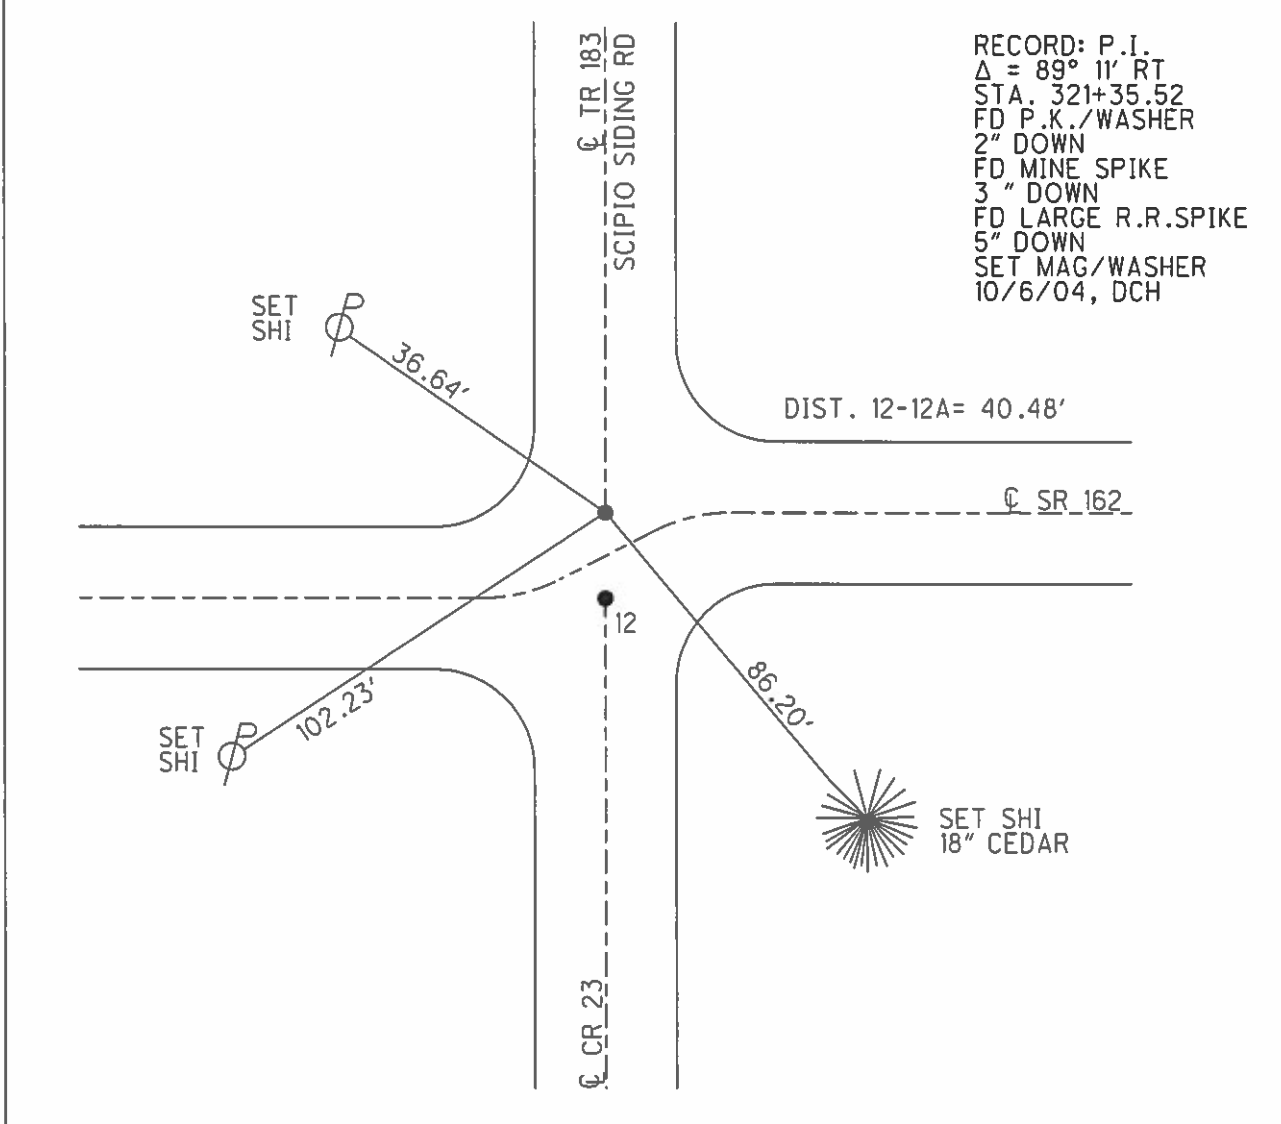 RECORD: P.I.
Δ = 89° 11' RT
STA. 321+35.52
FD P.K./WASHER
2" DOWN
FD MINE SPIKE
3 " DOWN
FD LARGE R.R.SPIKE
5" DOWN
SET MAG/WASHER
10/6/04, DCH
℄ TR 183
SCIPIO SIDING RD
SET
SHI
P
36.64'
DIST. 12-12A= 40.48'
℄ SR 162
12
86.20'
102.23'
SET
SHI
P
SET SHI
18" CEDAR
℄ CR 23